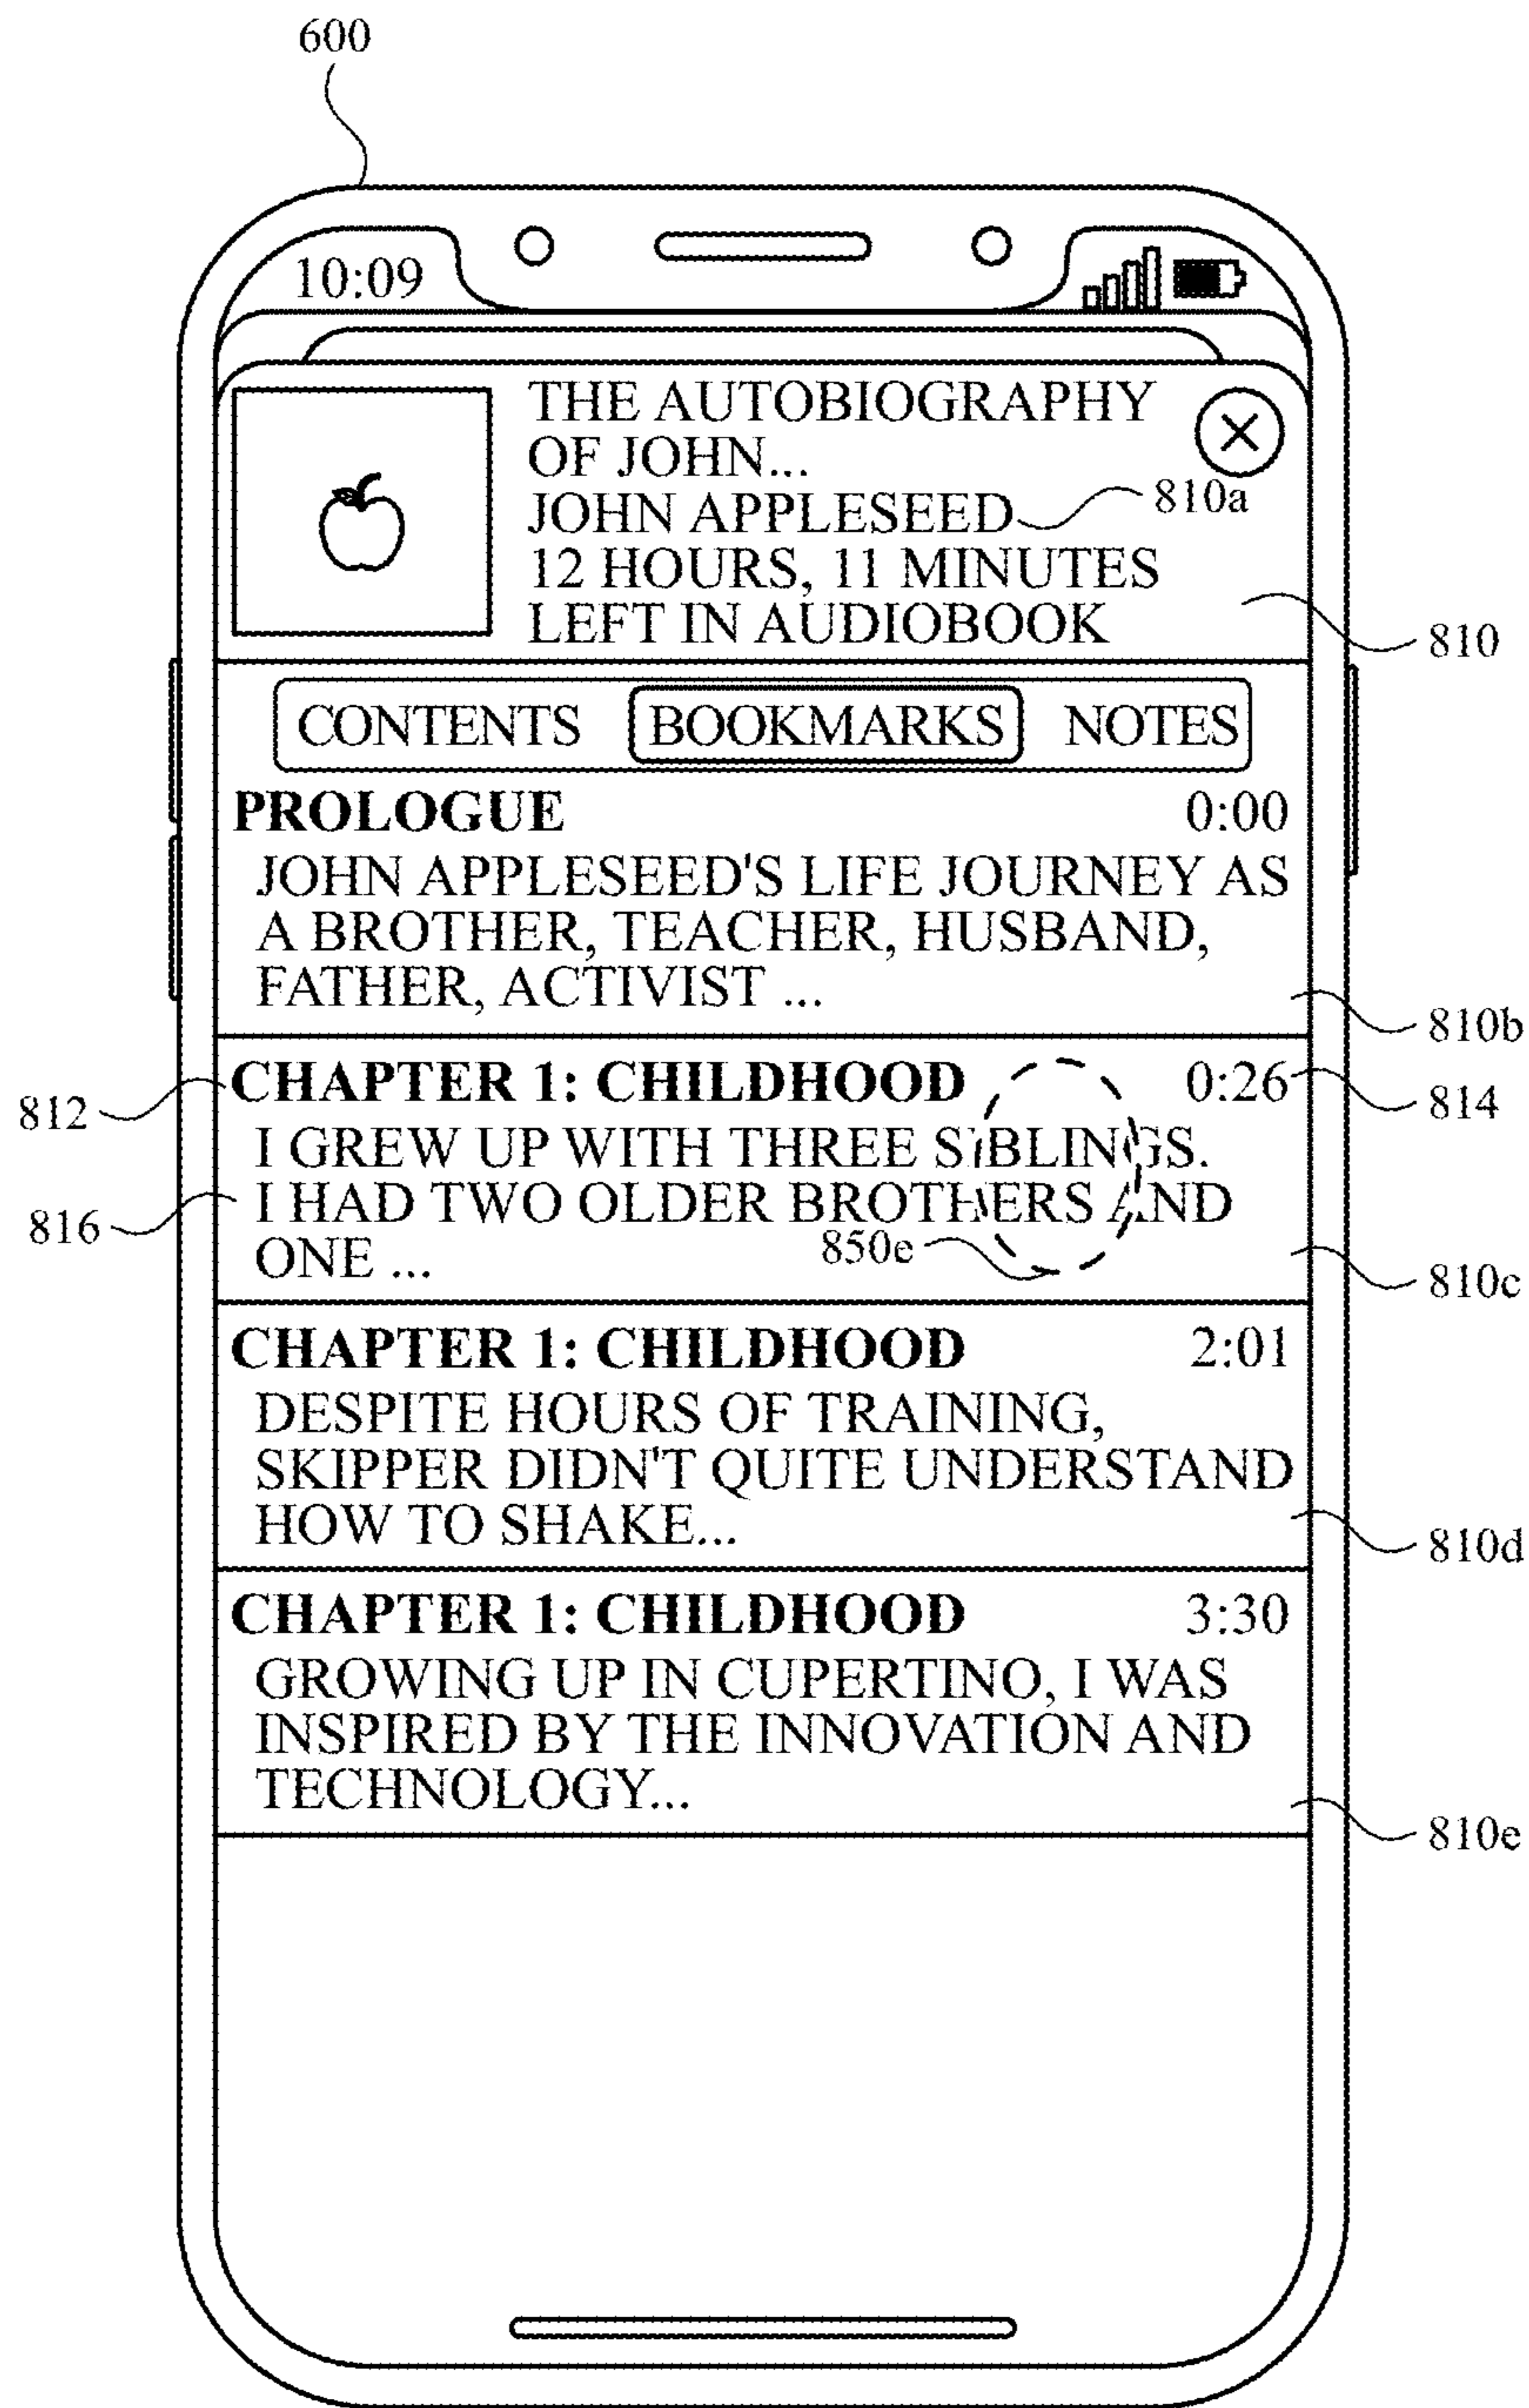 600
10:09
THE AUTOBIOGRAPHY
OF JOHN...
JOHN APPLESEED
810a
12 HOURS, 11 MINUTES
LEFT IN AUDIOBOOK
810
CONTENTS BOOKMARKS NOTES
PROLOGUE 0:00
JOHN APPLESEED'S LIFE JOURNEY AS
A BROTHER, TEACHER, HUSBAND,
FATHER, ACTIVIST ...
810b
812 CHAPTER 1: CHILDHOOD 0:26 814
I GREW UP WITH THREE SIBLINGS.
816 I HAD TWO OLDER BROTHERS AND
ONE ...
850e
810c
CHAPTER 1: CHILDHOOD 2:01
DESPITE HOURS OF TRAINING,
SKIPPER DIDN'T QUITE UNDERSTAND
HOW TO SHAKE...
810d
CHAPTER 1: CHILDHOOD 3:30
GROWING UP IN CUPERTINO, I WAS
INSPIRED BY THE INNOVATION AND
TECHNOLOGY...
810e